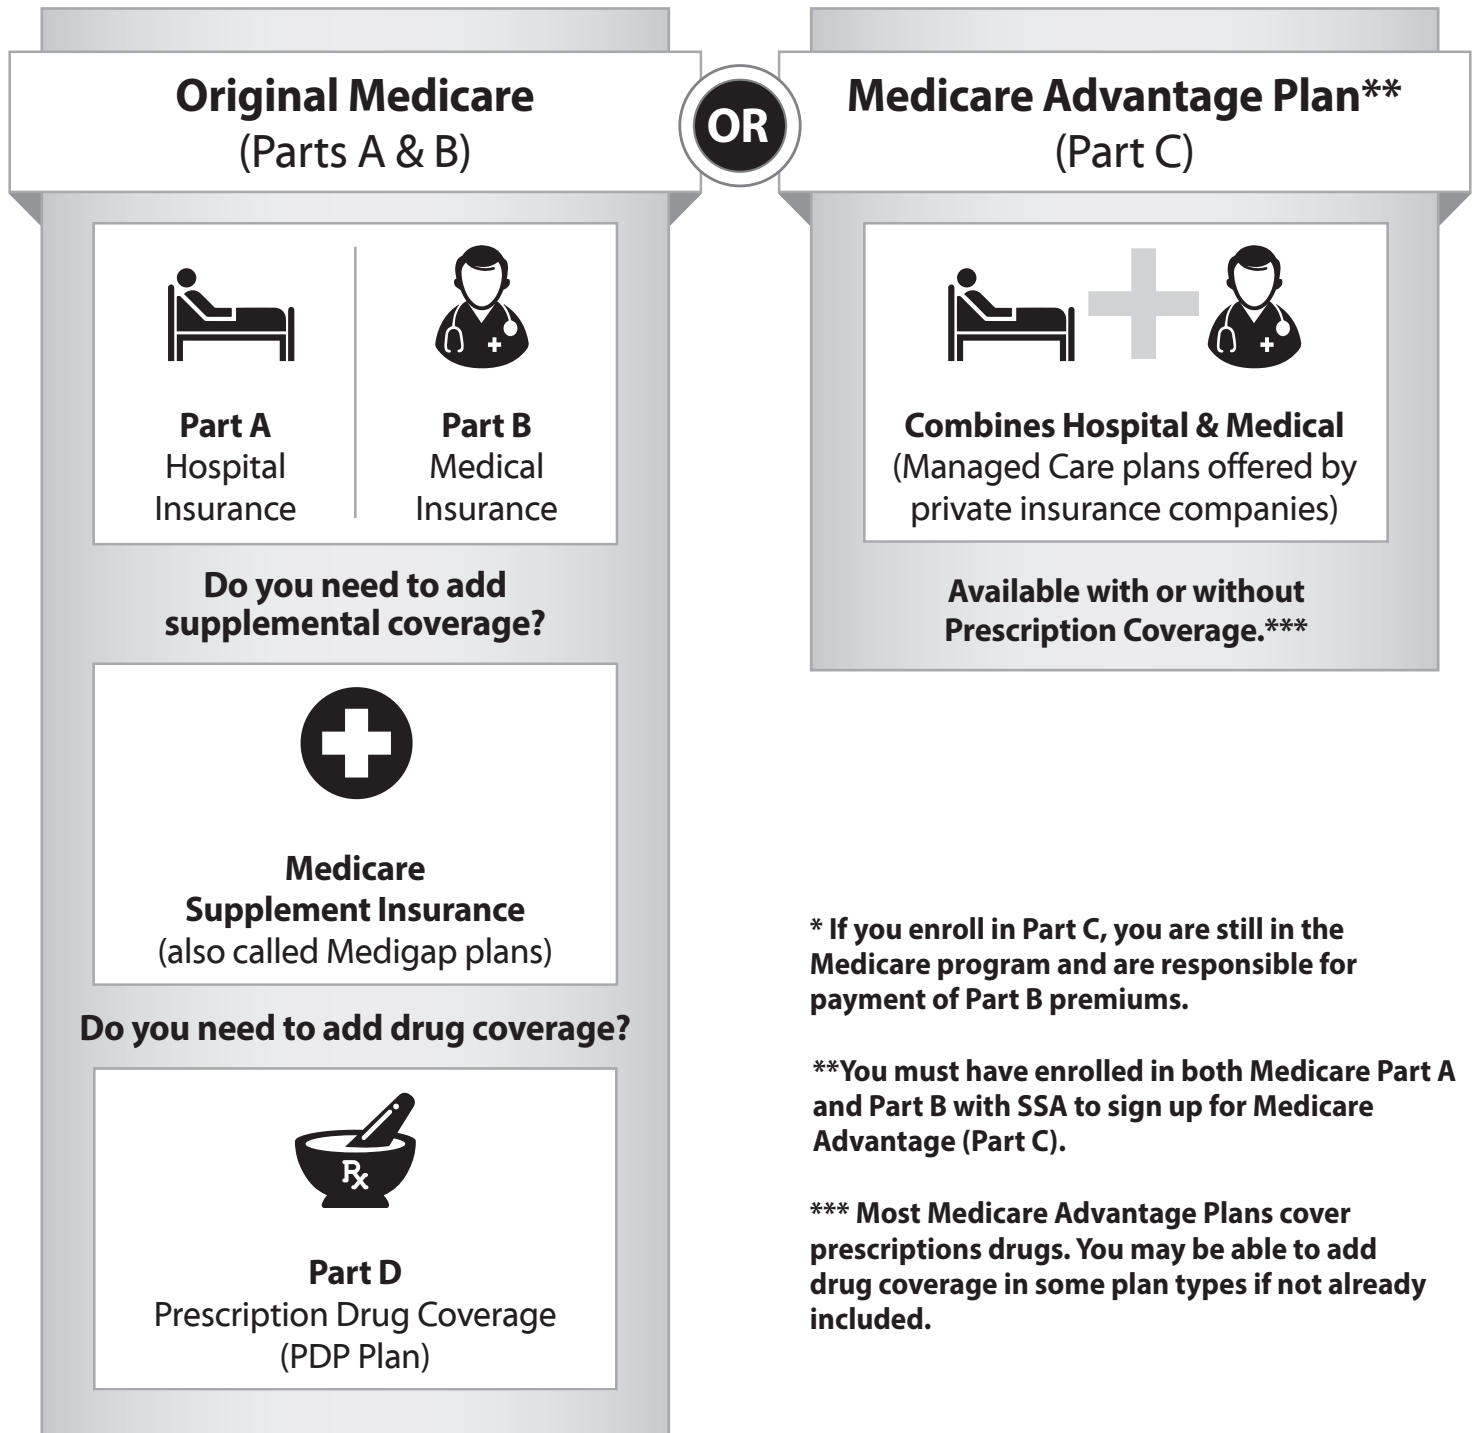 Original Medicare
(Parts A & B)
Part A
Hospital
Insurance
Part B
Medical
Insurance
Do you need to add
supplemental coverage?
Medicare
Supplement Insurance
(also called Medigap plans)
Do you need to add drug coverage?
Rx
Part D
Prescription Drug Coverage
(PDP Plan)
OR
Medicare Advantage Plan**
(Part C)
Combines Hospital & Medical
(Managed Care plans offered by
private insurance companies)
Available with or without
Prescription Coverage.***
* If you enroll in Part C, you are still in the
Medicare program and are responsible for
payment of Part B premiums.
**You must have enrolled in both Medicare Part A
and Part B with SSA to sign up for Medicare
Advantage (Part C).
*** Most Medicare Advantage Plans cover
prescriptions drugs. You may be able to add
drug coverage in some plan types if not already
included.